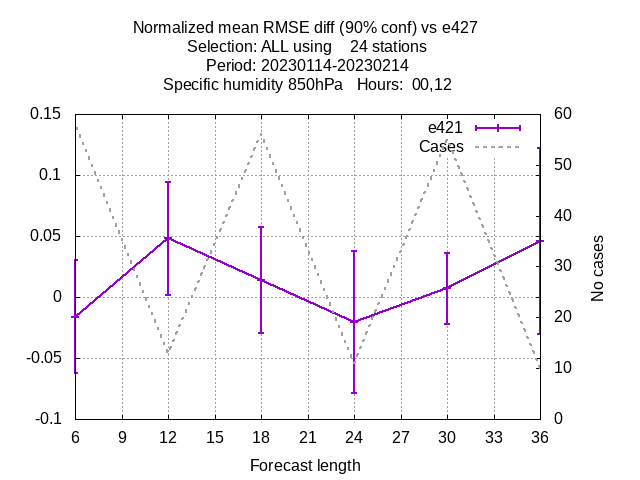 Normalized mean RMSE diff (90% conf) vs e427
Selection: ALL using 24 stations
Period: 20230114-20230214
Specific humidity 850hPa Hours: 00,12
e421
Cases
0.15
0.1
0.05
0
-0.05
-0.1
60
50
40
30
20
10
0
No cases
6 9 12 15 18 21 24 27 30 33 36
Forecast length